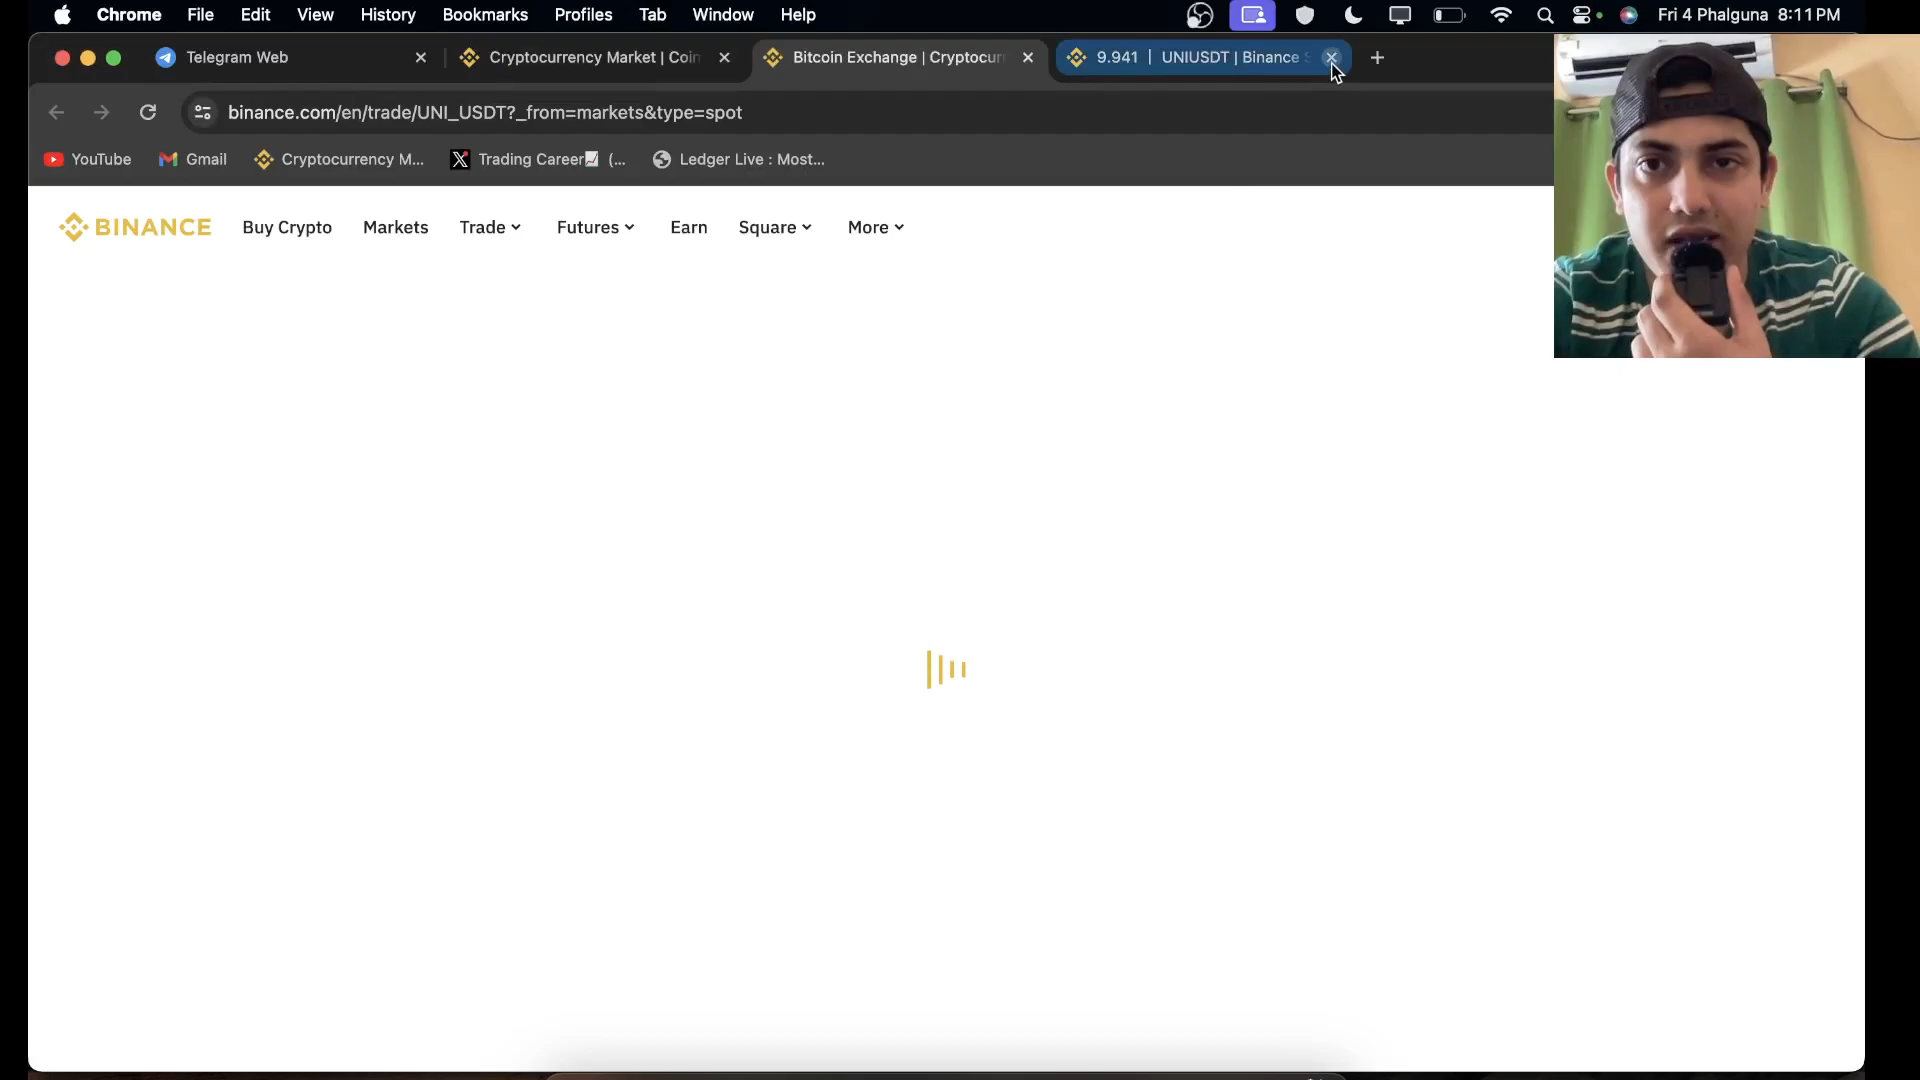 Chrome File Edit View History Bookmarks Profiles Tab Window Help Fri 4 Phalguna 8:11 PM
Telegram Web Cryptocurrency Market | Coin Bitcoin Exchange | Cryptocur 9.941 | UNIUSDT | Binance S
binance.com/en/trade/UNI_USDT?_from=markets&type=spot
YouTube Gmail Cryptocurrency M... Trading Career📈 (... Ledger Live : Most...
BINANCE Buy Crypto Markets Trade Futures Earn Square More